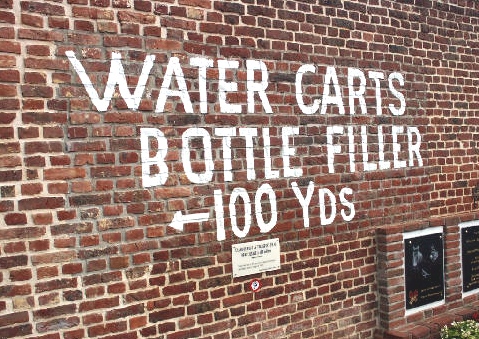 WATER CARTS
BOTTLE FILLER
←100 YDS